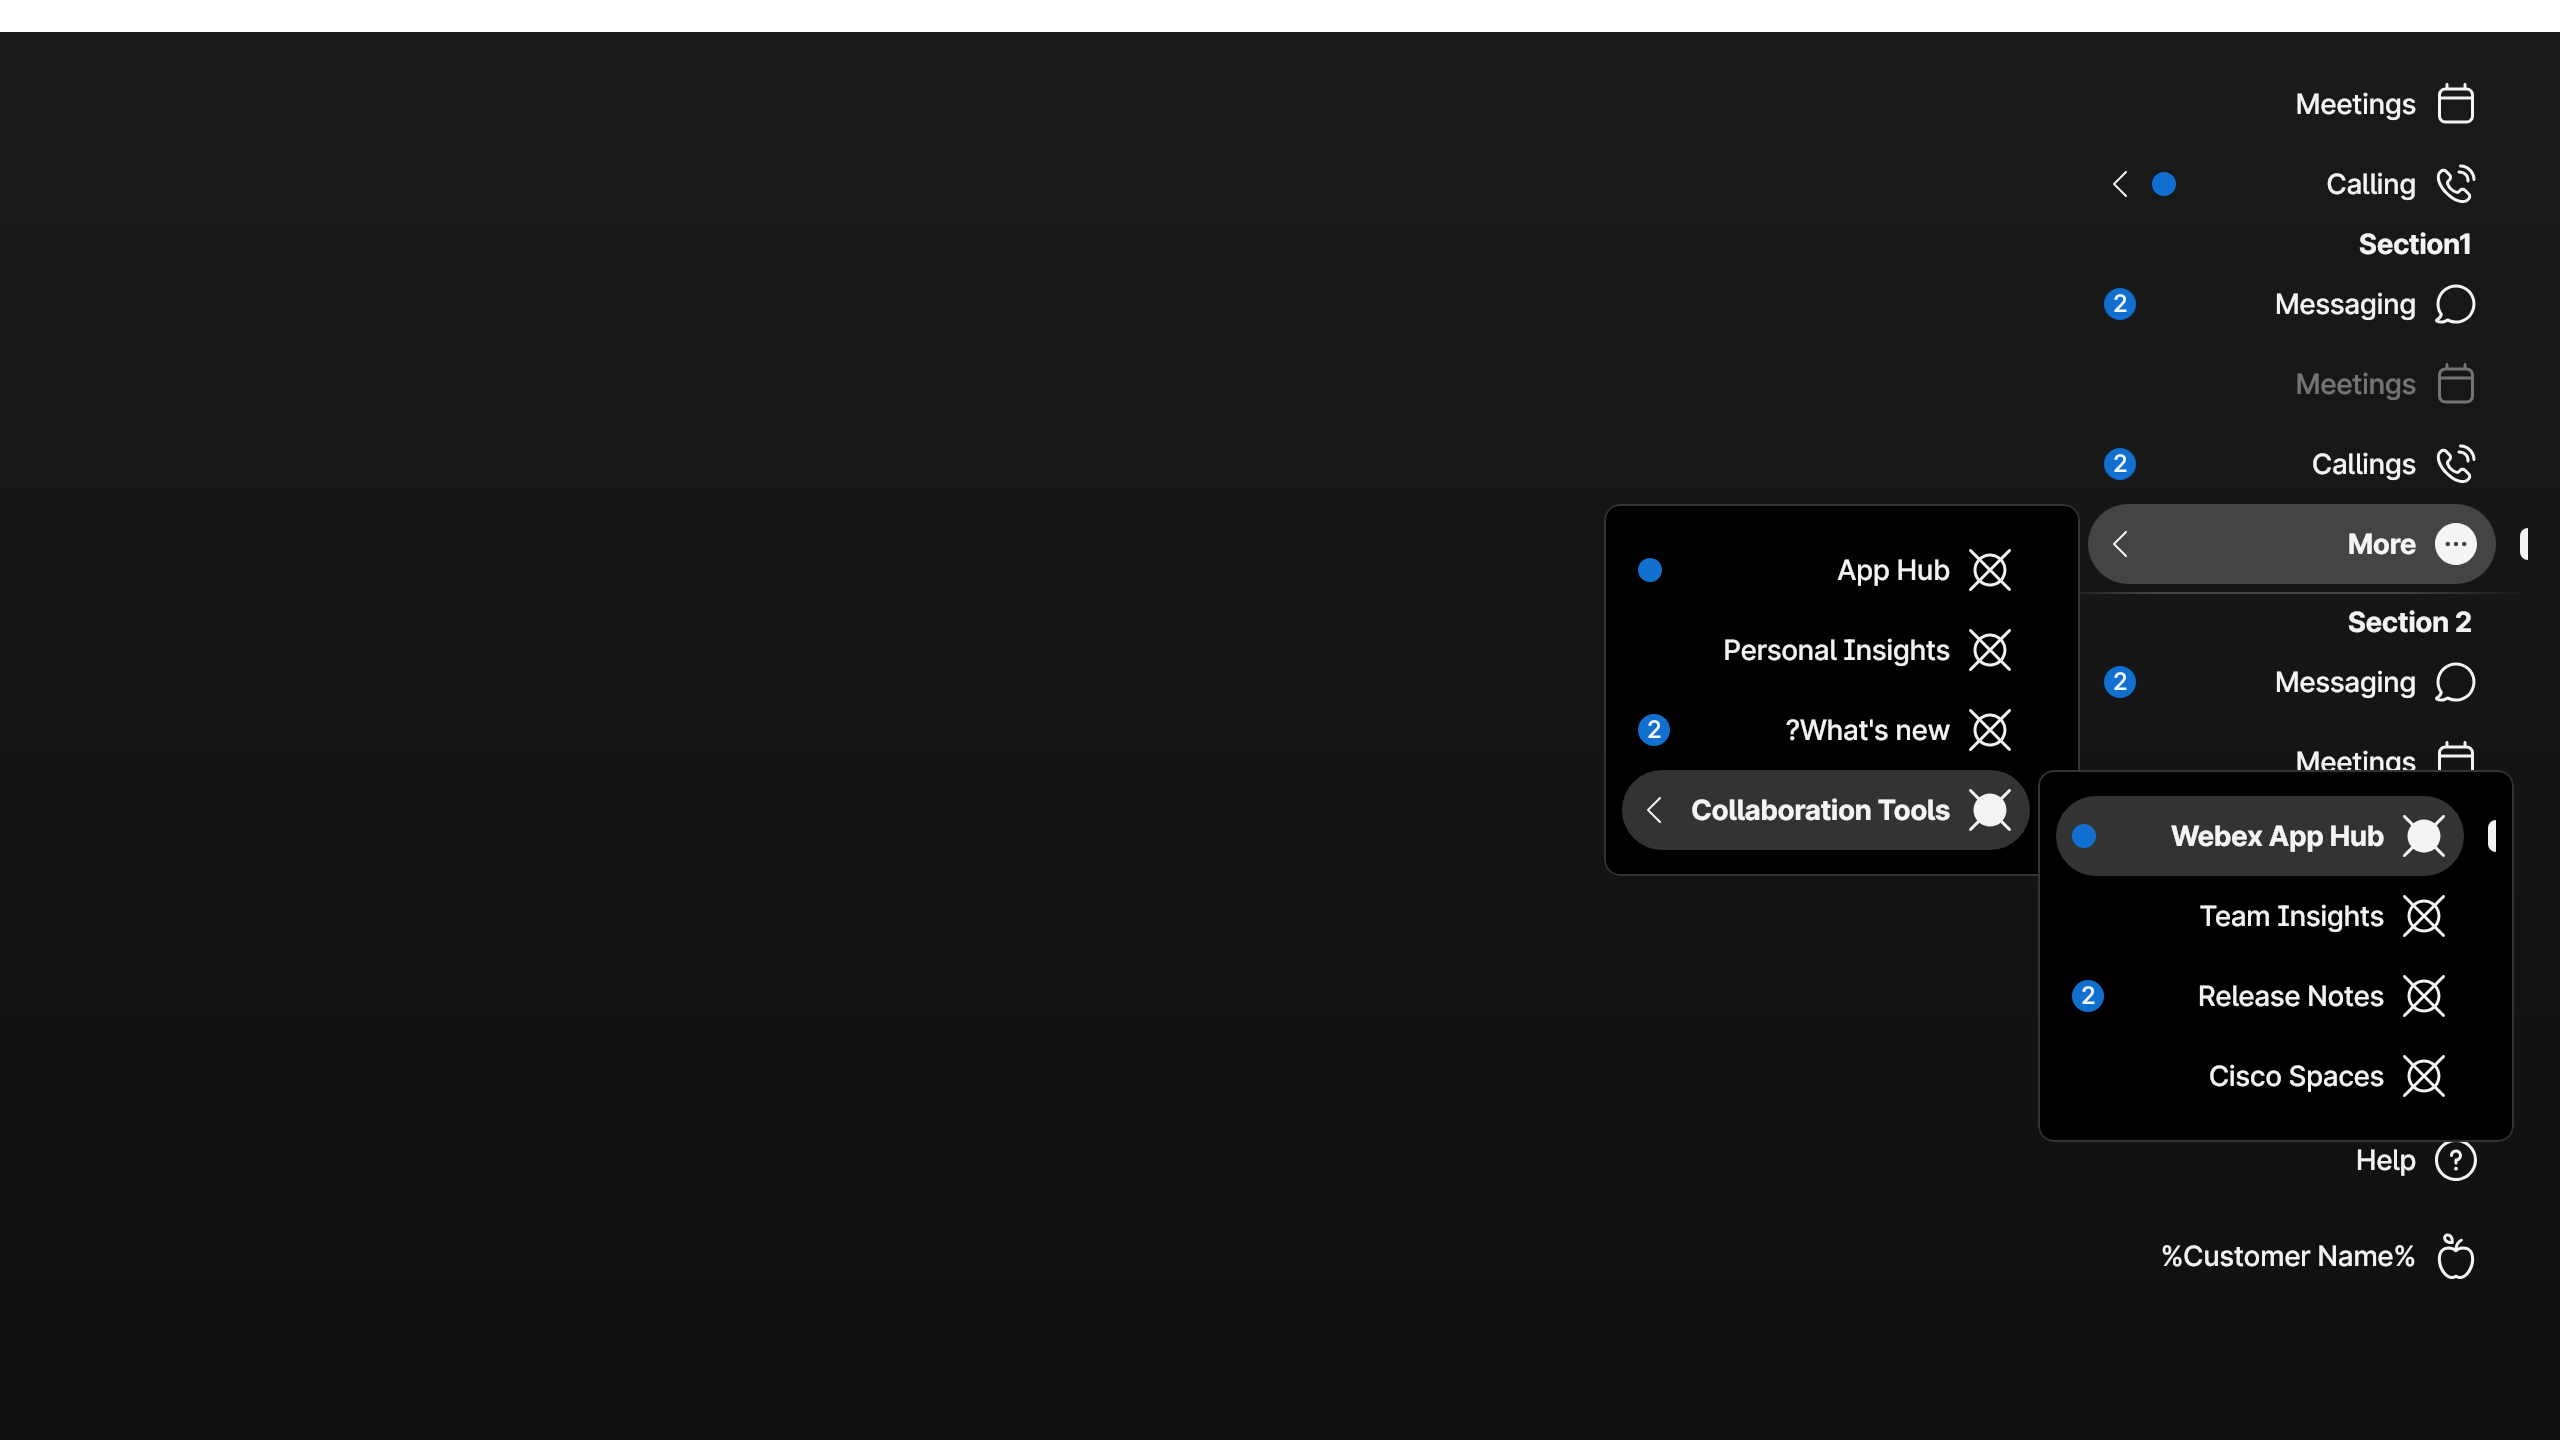 Meetings
Calling
Section1
Messaging
2
Meetings
Callings
2
More
Section 2
Messaging
2
Meetings
App Hub
Personal Insights
?What's new
2
Collaboration Tools
Webex App Hub
Team Insights
Release Notes
2
Cisco Spaces
Help
%Customer Name%